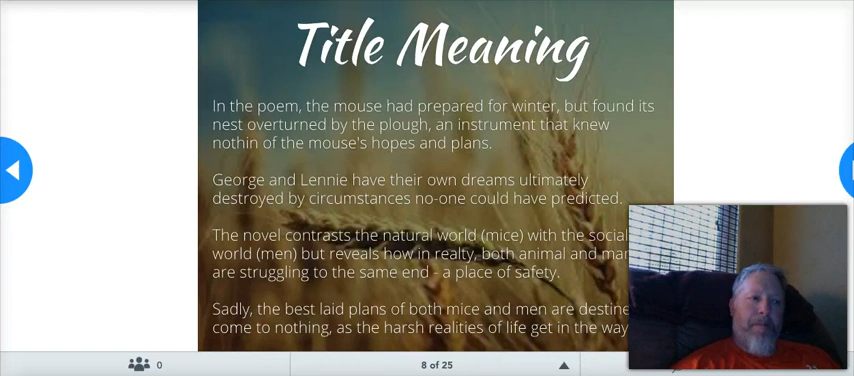 Title Meaning
In the poem, the mouse had prepared for winter, but found its
nest overturned by the plough, an instrument that knew
nothin of the mouse's hopes and plans.
George and Lennie have their own dreams ultimately
destroyed by circumstances no-one could have predicted.
The novel contrasts the natural world (mice) with the social
world (men) but reveals how in realty, both animal and man
are struggling to the same end - a place of safety.
Sadly, the best laid plans of both mice and men are
come to nothing, as the harsh realities of life get in the way
0
8 of 25